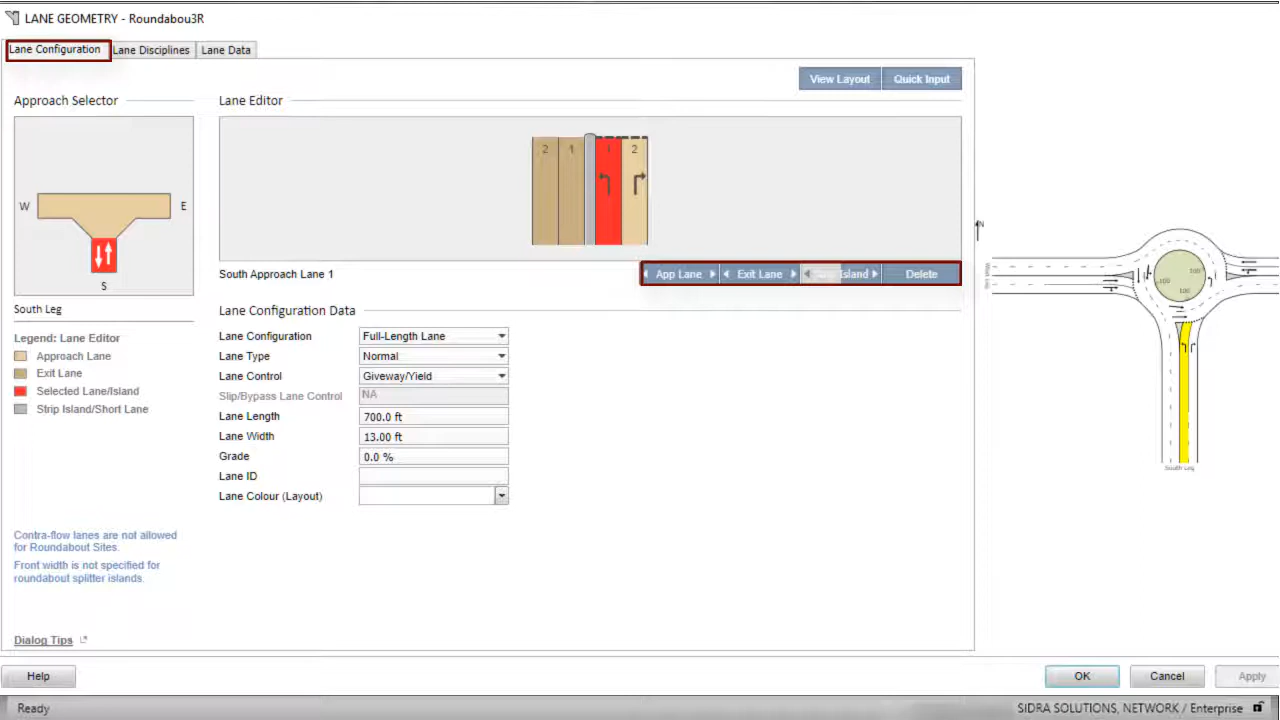 LANE GEOMETRY - Roundabou3R
Lane Configuration Lane Disciplines Lane Data
View Layout Quick Input
Approach Selector
Lane Editor
2 1 1 2
W E
S
South Approach Lane 1
App Lane Exit Lane Island Delete
South Leg
Lane Configuration Data
Legend: Lane Editor
Approach Lane
Exit Lane
Selected Lane/Island
Strip Island/Short Lane
Lane Configuration Full-Length Lane
Lane Type Normal
Lane Control Giveway/Yield
Slip/Bypass Lane Control NA
Lane Length 700.0 ft
Lane Width 13.00 ft
Grade 0.0 %
Lane ID
Lane Colour (Layout)
Contra-flow lanes are not allowed
for Roundabout Sites.
Front width is not specified for
roundabout splitter islands.
Dialog Tips
N
100
100
100
South Leg
Help
OK Cancel Apply
Ready
SIDRA SOLUTIONS, NETWORK / Enterprise